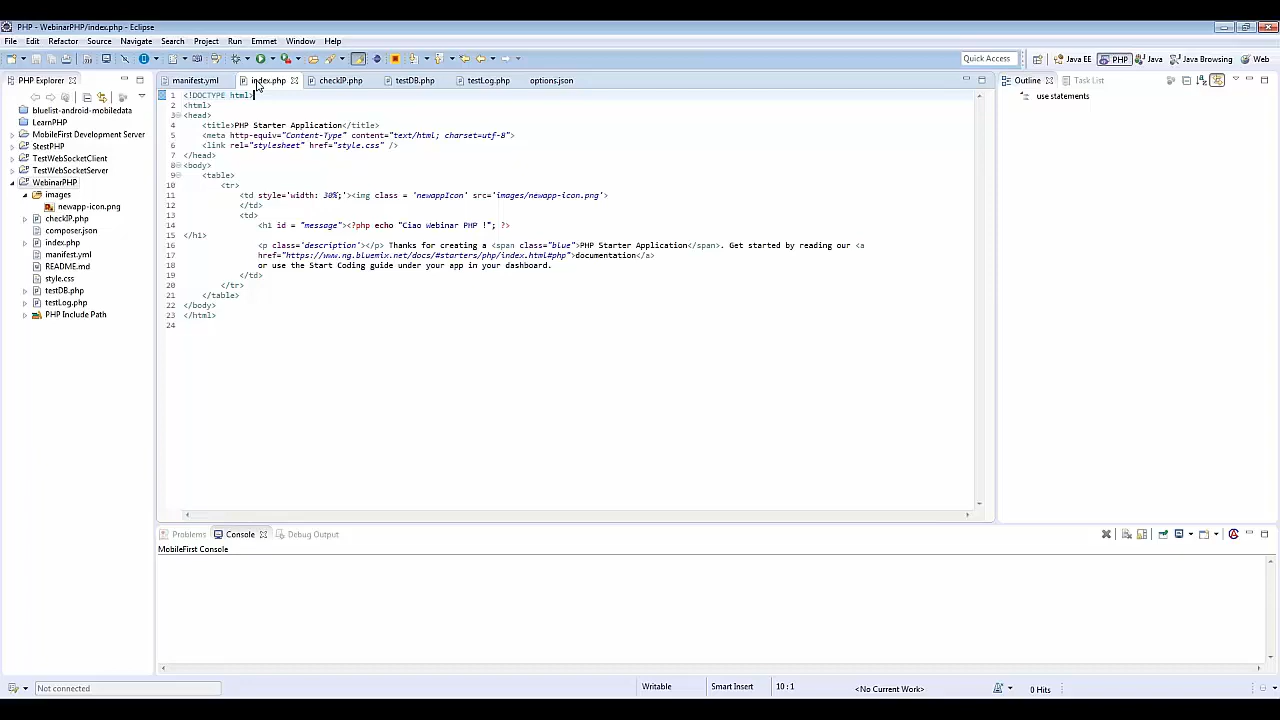 PHP - WebinarPHP/index.php - Eclipse
File Edit Refactor Source Navigate Search Project Run Emmet Window Help
Quick Access Java EE PHP Java Java Browsing Web
PHP Explorer
bluelist-android-mobiledata
LearnPHP
MobileFirst Development Server
StestPHP
TestWebSocketClient
TestWebSocketServer
WebinarPHP
images
newapp-icon.png
checkIP.php
composer.json
index.php
manifest.yml
README.md
style.css
testDB.php
testLog.php
PHP Include Path
manifest.yml index.php checkIP.php testDB.php testLog.php options.json
1 <!DOCTYPE html>
2 <html>
3 <head>
4 <title>PHP Starter Application</title>
5 <meta http-equiv="Content-Type" content="text/html; charset=utf-8">
6 <link rel="stylesheet" href="style.css" />
7 </head>
8 <body>
9 <table>
10 <tr>
11 <td style='width: 30%;'><img class = 'newappIcon' src='images/newapp-icon.png'>
12 </td>
13 <td>
14 <h1 id = "message"><?php echo "Ciao Webinar PHP !"; ?>
15 </h1>
16 <p class='description'></p> Thanks for creating a <span class="blue">PHP Starter Application</span>. Get started by reading our <a
17 href="https://www.ng.bluemix.net/docs/#starters/php/index.html#php">documentation</a>
18 or use the Start Coding guide under your app in your dashboard.
19 </td>
20 </tr>
21 </table>
22 </body>
23 </html>
24
Outline Task List
use statements
Problems Console Debug Output
MobileFirst Console
Not connected Writable Smart Insert 10 : 1 <No Current Work> 0 Hits